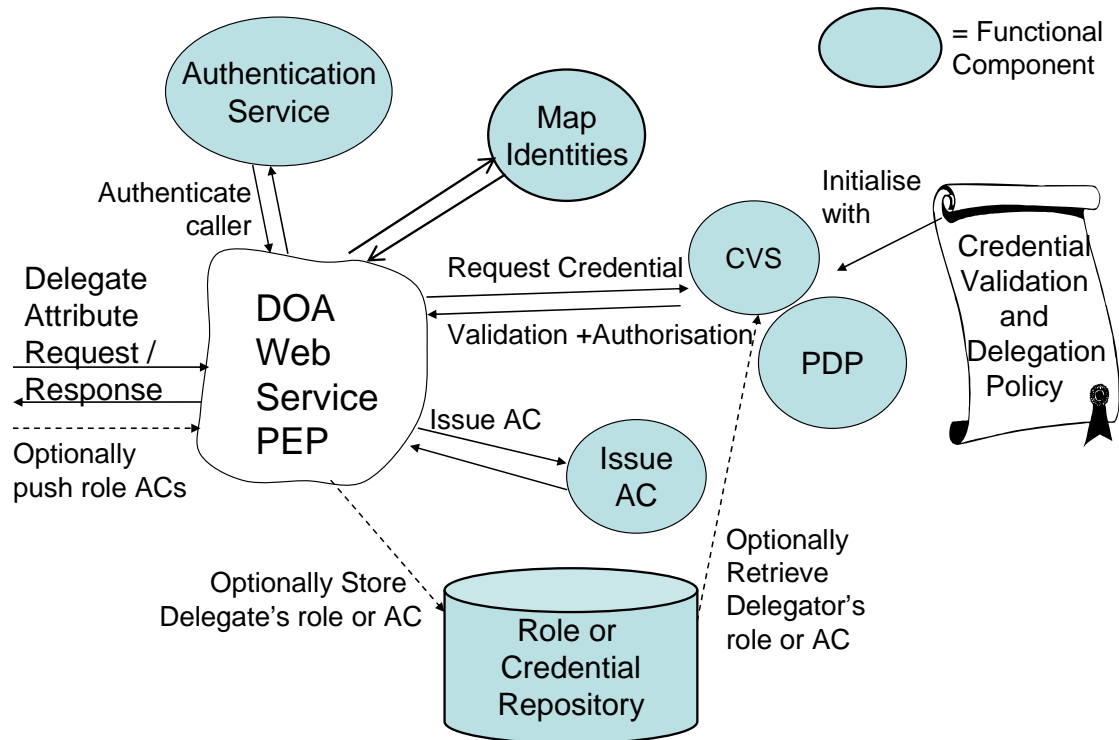 = Functional
Component
Authentication
Service
Map
Identities
Authenticate
caller
Initialise
with
Delegate
Attribute
Request /
Response
DOA
Web
Service
PEP
Request Credential
Validation +Authorisation
CVS
PDP
Credential
Validation
and
Delegation
Policy
Optionally
push role ACs
Issue AC
Issue
AC
Optionally Store
Delegate's role or AC
Role or
Credential
Repository
Optionally
Retrieve
Delegator's
role or AC